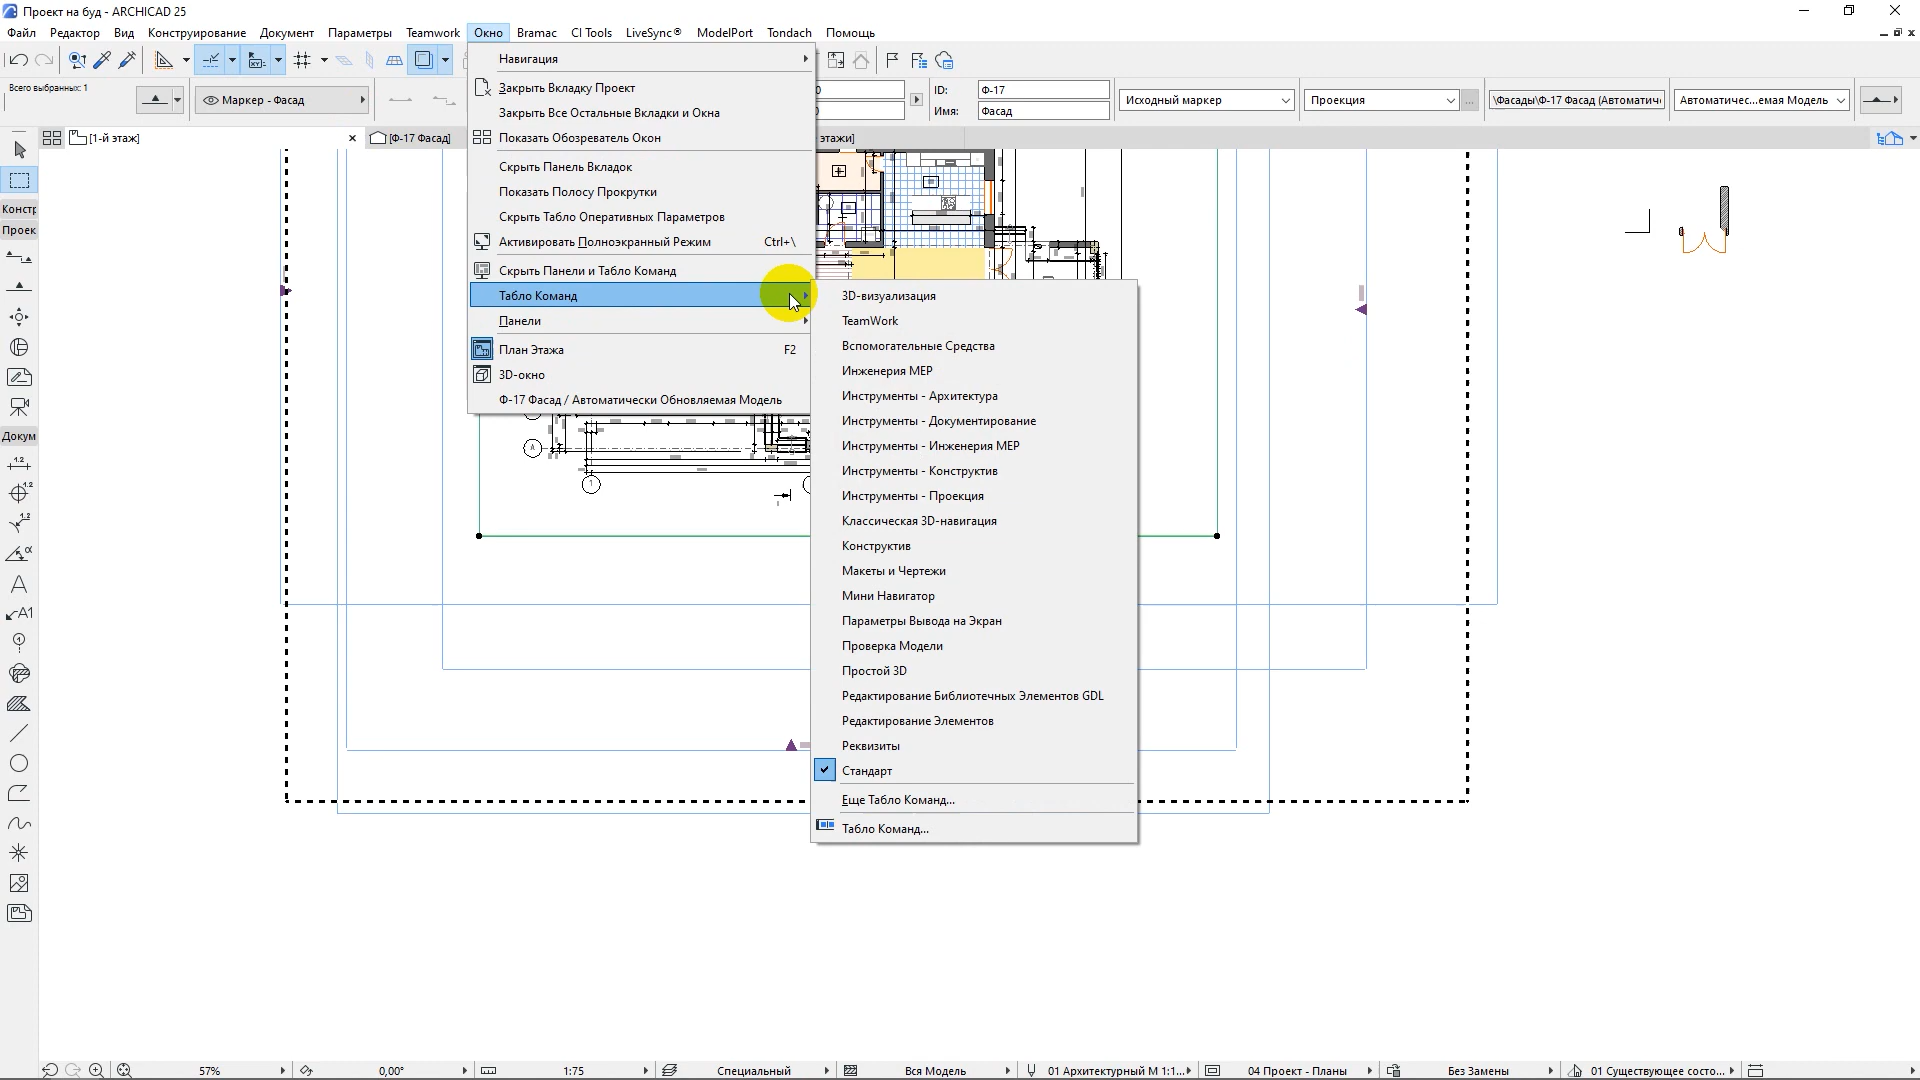 Проект на буд - ARCHICAD 25
Файл Редактор Вид Конструирование Документ Параметры Teamwork Окно Bramac CI Tools LiveSync® ModelPort Tondach Помощь
Всего выбранных: 1
Маркер - Фасад
ID: Ф-17
Имя: Фасад
Исходный маркер
Проекция
\Фасады\Ф-17 Фасад (Автоматич
Автоматичес...емая Модель
[1-й этаж]
[Ф-17 Фасад]
этажи]
Констр
Проек
Докум
Навигация
Закрыть Вкладку Проект
Закрыть Все Остальные Вкладки и Окна
Показать Обозреватель Окон
Скрыть Панель Вкладок
Показать Полосу Прокрутки
Скрыть Табло Оперативных Параметров
Активировать Полноэкранный Режим Ctrl+\
Скрыть Панели и Табло Команд
Табло Команд
Панели
План Этажа F2
3D-окно
Ф-17 Фасад / Автоматически Обновляемая Модель
3D-визуализация
TeamWork
Вспомогательные Средства
Инженерия MEP
Инструменты - Архитектура
Инструменты - Документирование
Инструменты - Инженерия MEP
Инструменты - Конструктив
Инструменты - Проекция
Классическая 3D-навигация
Конструктив
Макеты и Чертежи
Мини Навигатор
Параметры Вывода на Экран
Проверка Модели
Простой 3D
Редактирование Библиотечных Элементов GDL
Редактирование Элементов
Реквизиты
Стандарт
Еще Табло Команд...
Табло Команд...
A
1
57% 0,00° 1:75 Специальный Вся Модель 01 Архитектурный М 1:1... 04 Проект - Планы Без Замены 01 Существующее состо...